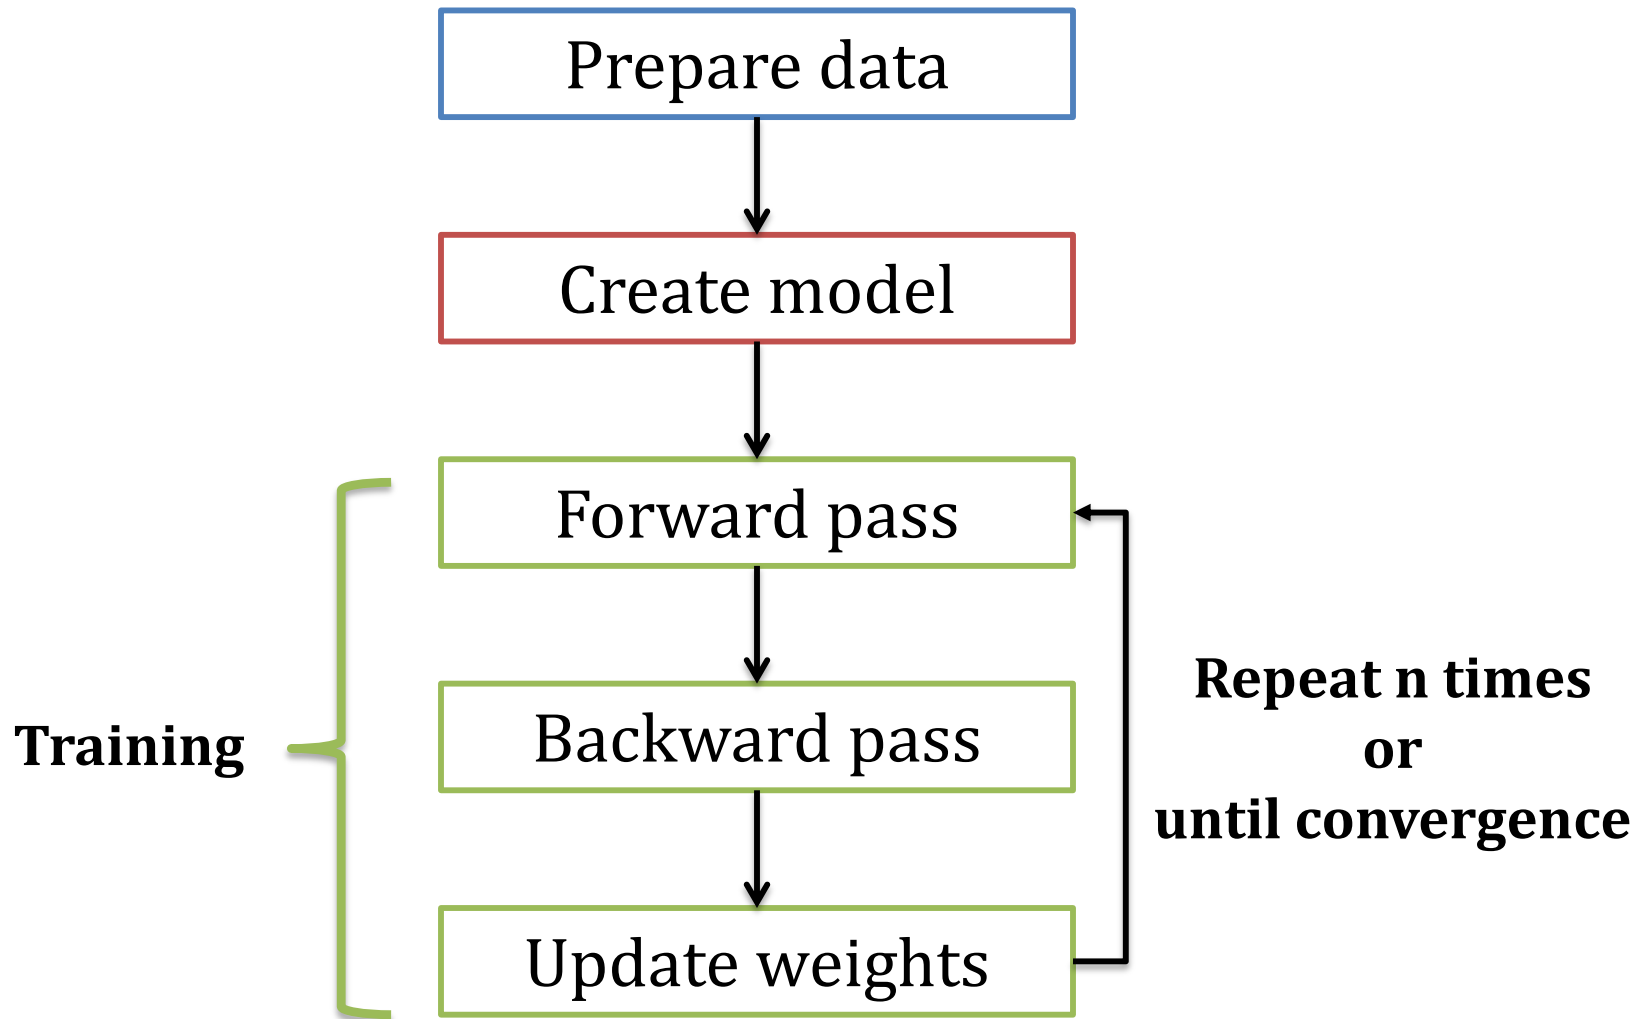 Prepare data
Create model
Forward pass
Backward pass
Update weights
Training
Repeat n times
or
until convergence